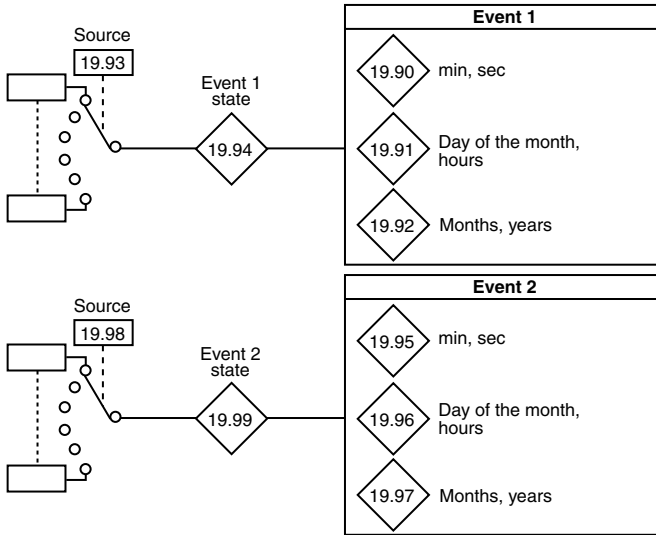 Event 1
Source
19.93
Event 1
state
19.94
19.90
min, sec
19.91
Day of the month,
hours
19.92
Months, years
Event 2
Source
19.98
Event 2
state
19.99
19.95
min, sec
19.96
Day of the month,
hours
19.97
Months, years